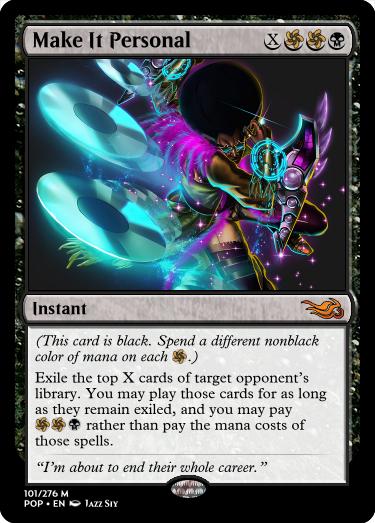 Make It Personal X
Instant
(This card is black. Spend a different nonblack
color of mana on each .)
Exile the top X cards of target opponent's
library. You may play those cards for as long
as they remain exiled, and you may pay
rather than pay the mana costs of
those spells.
"I'm about to end their whole career."
101/276 M
POP • EN Jazz Siy